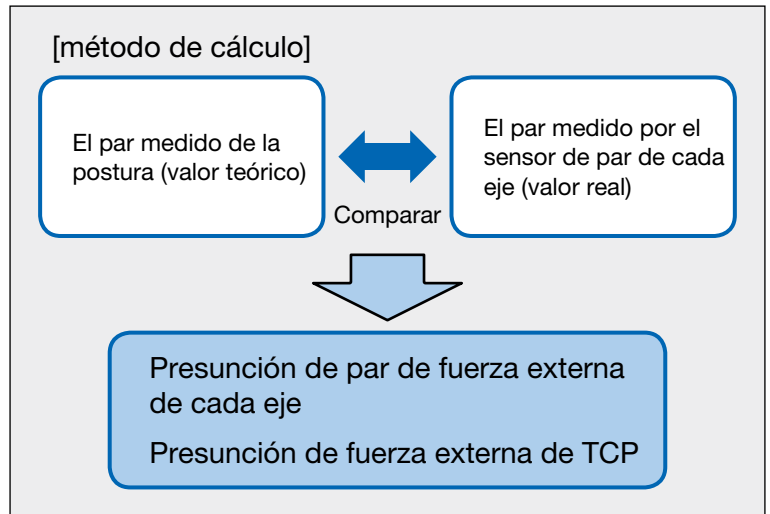 [método de cálculo]
El par medido de la
postura (valor teórico)
Comparar
El par medido por el
sensor de par de cada
eje (valor real)
Presunción de par de fuerza externa
de cada eje
Presunción de fuerza externa de TCP